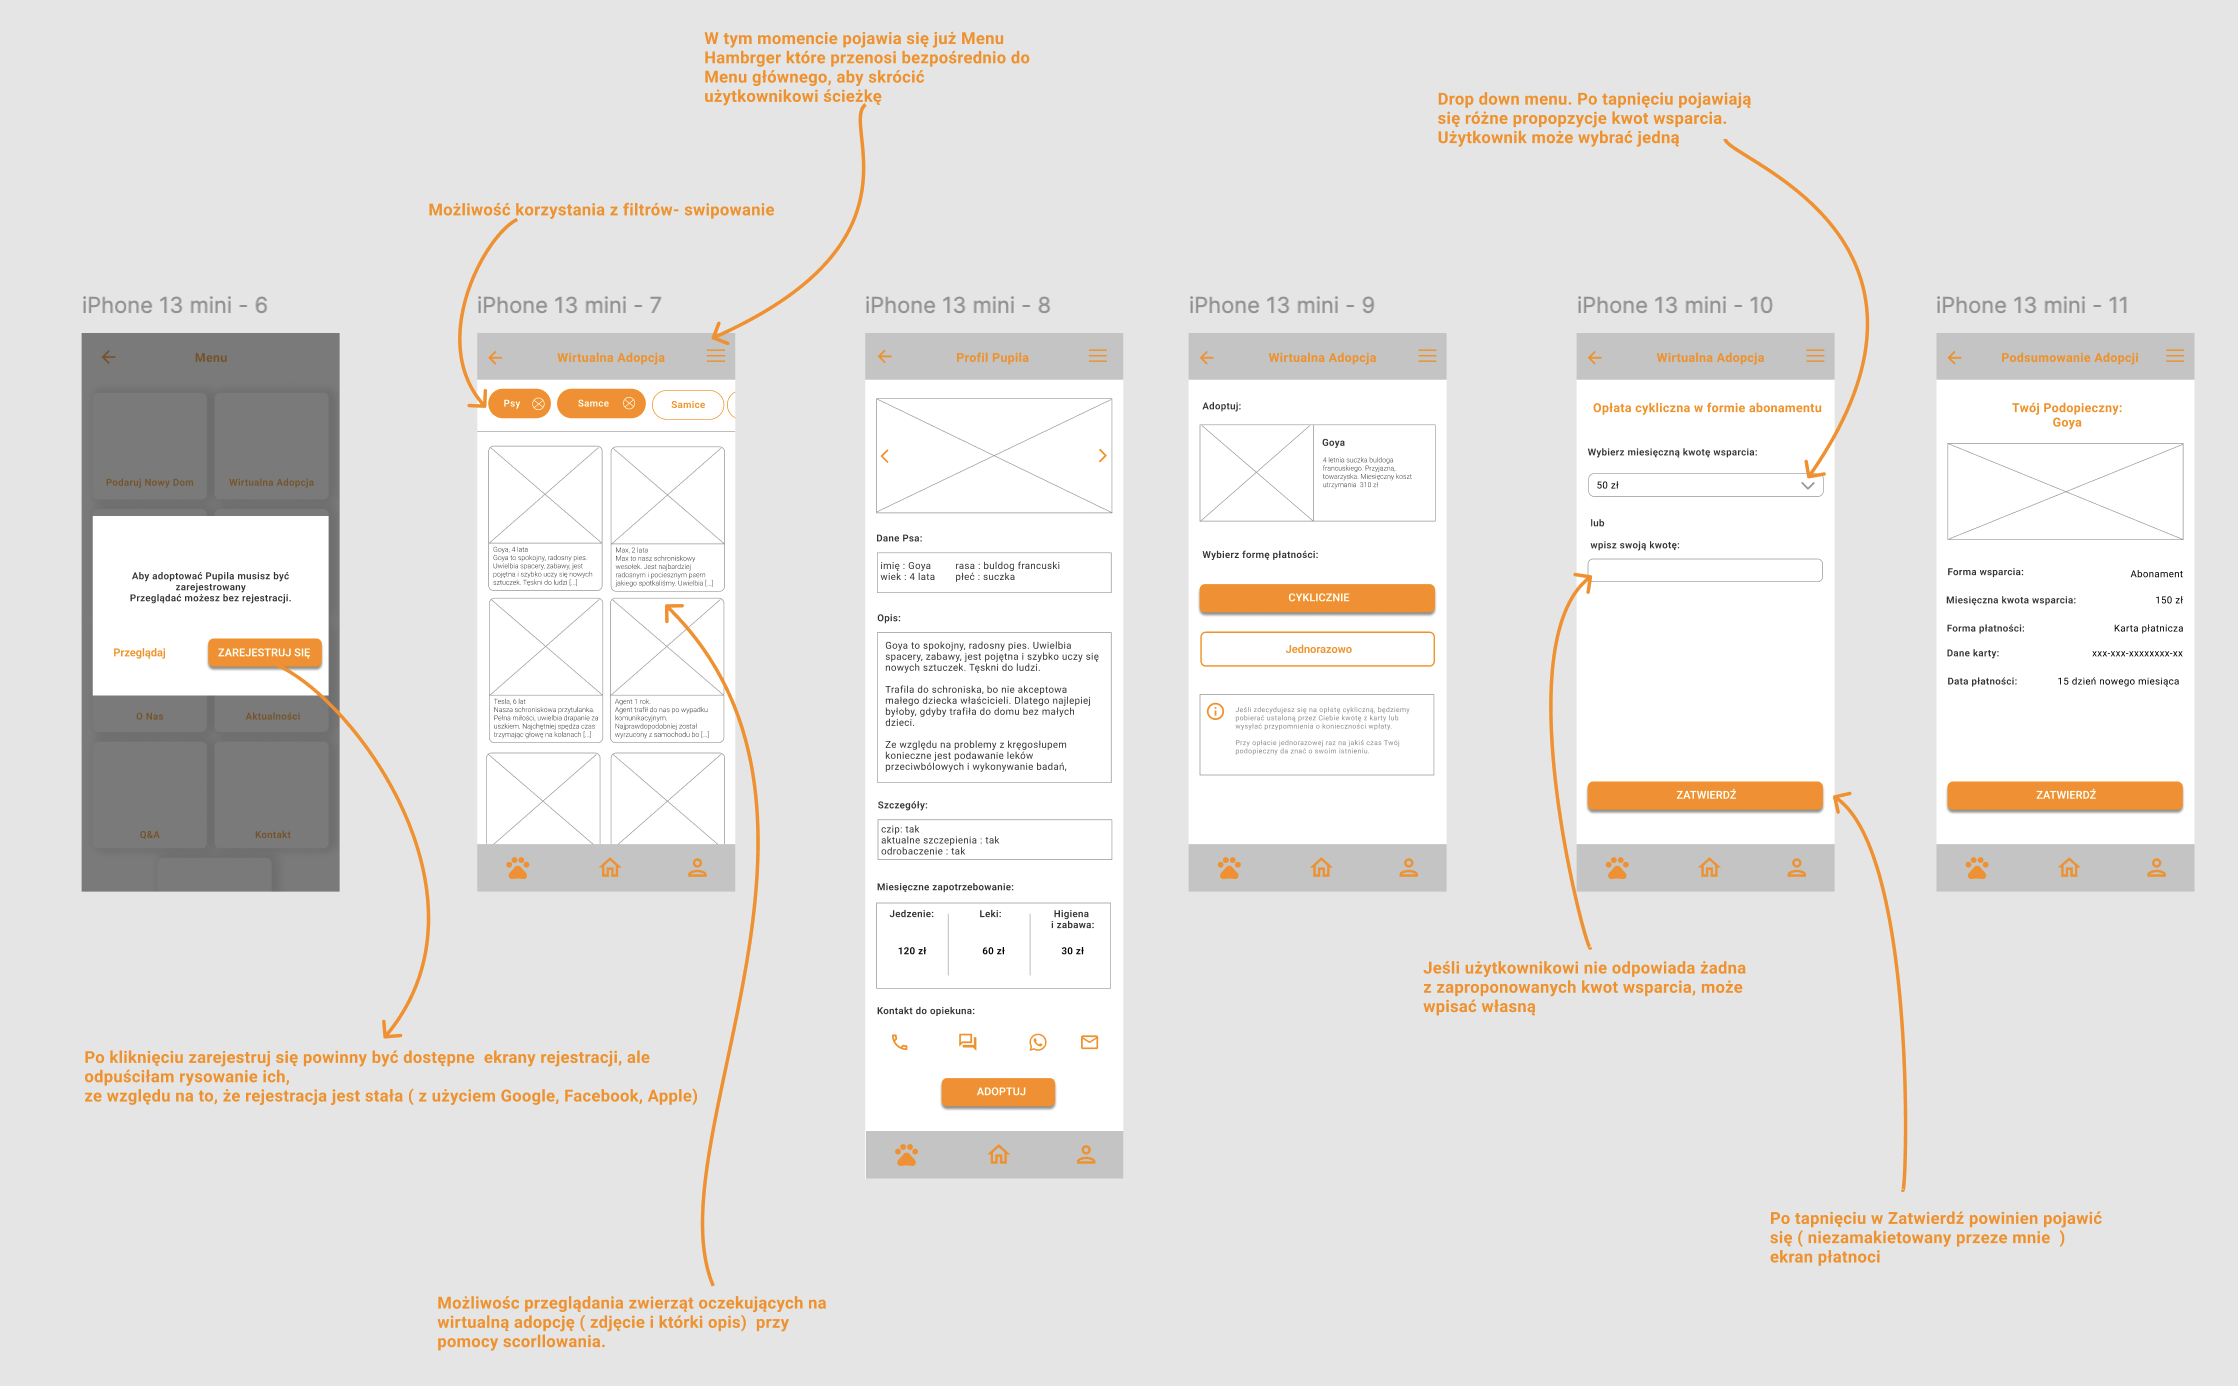 W tym momencie pojawia się już Menu
Hambrger które przenosi bezpośrednio do
Menu głównego, aby skrócić
użytkownikowi ścieżkę
Drop down menu. Po tapnięciu pojawiają
się różne propopzycje kwot wsparcia.
Użytkownik może wybrać jedną
Możliwość korzystania z filtrów- swipowanie
iPhone 13 mini - 6
Menu
Podaruj Nowy Dom
Wirtualna Adopcja
Aby adoptować Pupila musisz być
zarejestrowany
Przeglądać możesz bez rejestracji.
Przeglądaj
ZAREJESTRUJ SIĘ
O Nas
Aktualności
Q&A
Kontakt
Po kliknięciu zarejestruj się powinny być dostępne  ekrany rejestracji, ale
odpuściłam rysowanie ich,
ze względu na to, że rejestracja jest stała ( z użyciem Google, Facebook, Apple)
iPhone 13 mini - 7
Wirtualna Adopcja
Psy
Samce
Samice
Goya, 4 lata
Goya to spokojny, radosny pies.
Uwielbia spacery, zabawy, jest
pojętna i szybko uczy się nowych
sztuczek. Tęskni do ludzi [...]
Max, 2 lata
Max to nasz schroniskowy
wesołek. Jest najbardziej
radosnym i pociesznym psem
jakiego spotkaliśmy. Uwielbia [...]
Tesla, 6 lat
Nasza schroniskowa przytulanka.
Pełna miłości, uwielbia drapanie za
uszkiem. Najchętniej spędza czas
trzymając głowę na kolanach [...]
Agent 1 rok.
Agent trafił do nas po wypadku
komunikacyjnym.
Najprawdopodobniej został
wyrzucony z samochodu bo [...]
Możliwośc przeglądania zwierząt oczekujących na
wirtualną adopcję ( zdjęcie i którki opis)  przy
pomocy scorllowania.
iPhone 13 mini - 8
Profil Pupila
Dane Psa:
imię : Goya
rasa : buldog francuski
wiek : 4 lata
płeć : suczka
Opis:
Goya to spokojny, radosny pies. Uwielbia
spacery, zabawy, jest pojętna i szybko uczy się
nowych sztuczek. Tęskni do ludzi.
Trafila do schroniska, bo nie akceptowa
małego dziecka właścicieli. Dlatego najlepiej
byłoby, gdyby trafiła do domu bez małych
dzieci.
Ze względu na problemy z kręgosłupem
konieczne jest podawanie leków
przeciwbólowych i wykonywanie badań,
Szczegóły:
czip: tak
aktualne szczepienia : tak
odrobaczenie : tak
Miesięczne zapotrzebowanie:
Jedzenie:
Leki:
Higiena
i zabawa:
120 zł
60 zł
30 zł
Kontakt do opiekuna:
ADOPTUJ
iPhone 13 mini - 9
Wirtualna Adopcja
Adoptuj:
Goya
4 letnia suczka buldoga
francuskiego. Przyjazna,
towarzyska. Miesięczny koszt
utrzymania  310 zł
Wybierz formę płatności:
CYKLICZNIE
Jednorazowo
Jeśli zdecydujesz się na opłatę cykliczną, będziemy
pobierać ustaloną przez Ciebie kwotę z karty lub
wysyłać przypomnienia o konieczności wpłaty.
Przy opłacie jednorazowej raz na jakiś czas Twój
podopieczny da znać o swoim istnieniu.
iPhone 13 mini - 10
Wirtualna Adopcja
Opłata cykliczna w formie abonamentu
Wybierz miesięczną kwotę wsparcia:
50 zł
lub
wpisz swoją kwotę:
ZATWIERDŹ
Jeśli użytkownikowi nie odpowiada żadna
z zaproponowanych kwot wsparcia, może
wpisać własną
iPhone 13 mini - 11
Podsumowanie Adopcji
Twój Podopieczny:
Goya
Forma wsparcia:
Abonament
Miesięczna kwota wsparcia:
150 zł
Forma płatności:
Karta płatnicza
Dane karty:
xxx-xxx-xxxxxxxx-xx
Data płatności:
15 dzień nowego miesiąca
ZATWIERDŹ
Po tapnięciu w Zatwierdź powinien pojawić
się ( niezamakietowany przeze mnie  )
ekran płatnoci